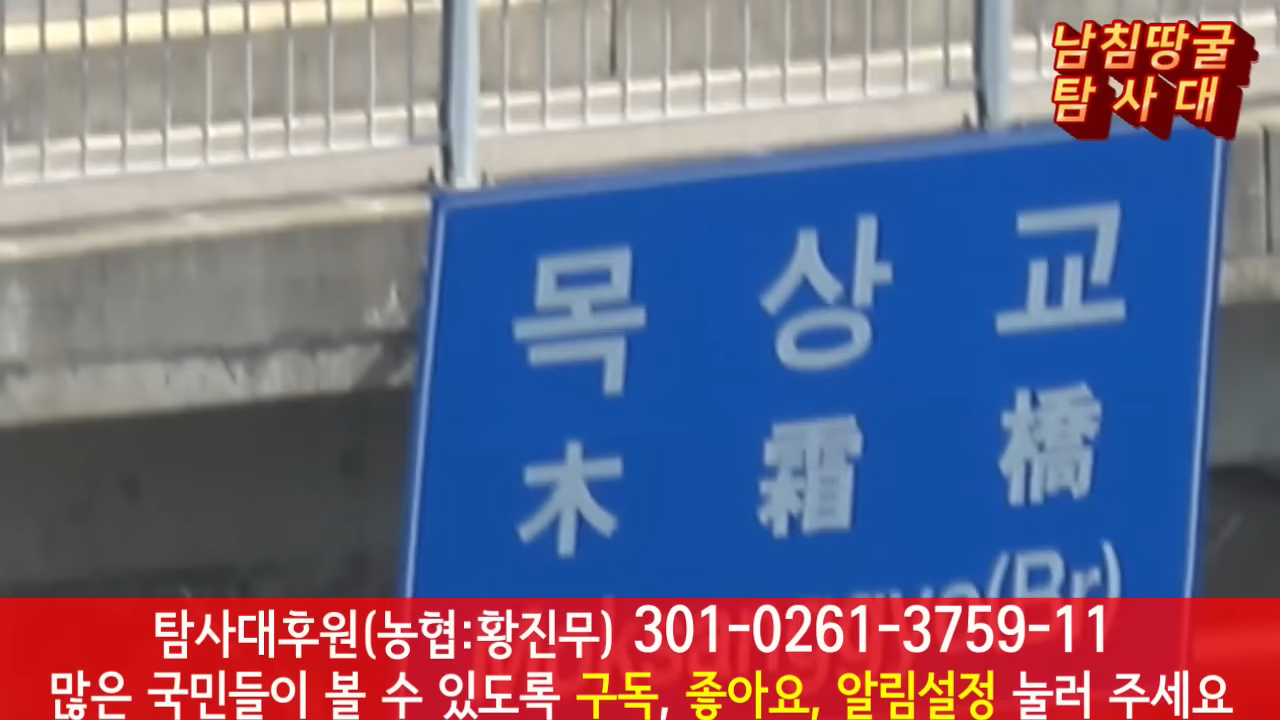 남침땅굴
탐사대
목상교
木霜橋
(Br)
탐사대후원(농협:황진무) 301-0261-3759-11
많은 국민들이 볼 수 있도록 구독, 좋아요, 알림설정 눌러 주세요